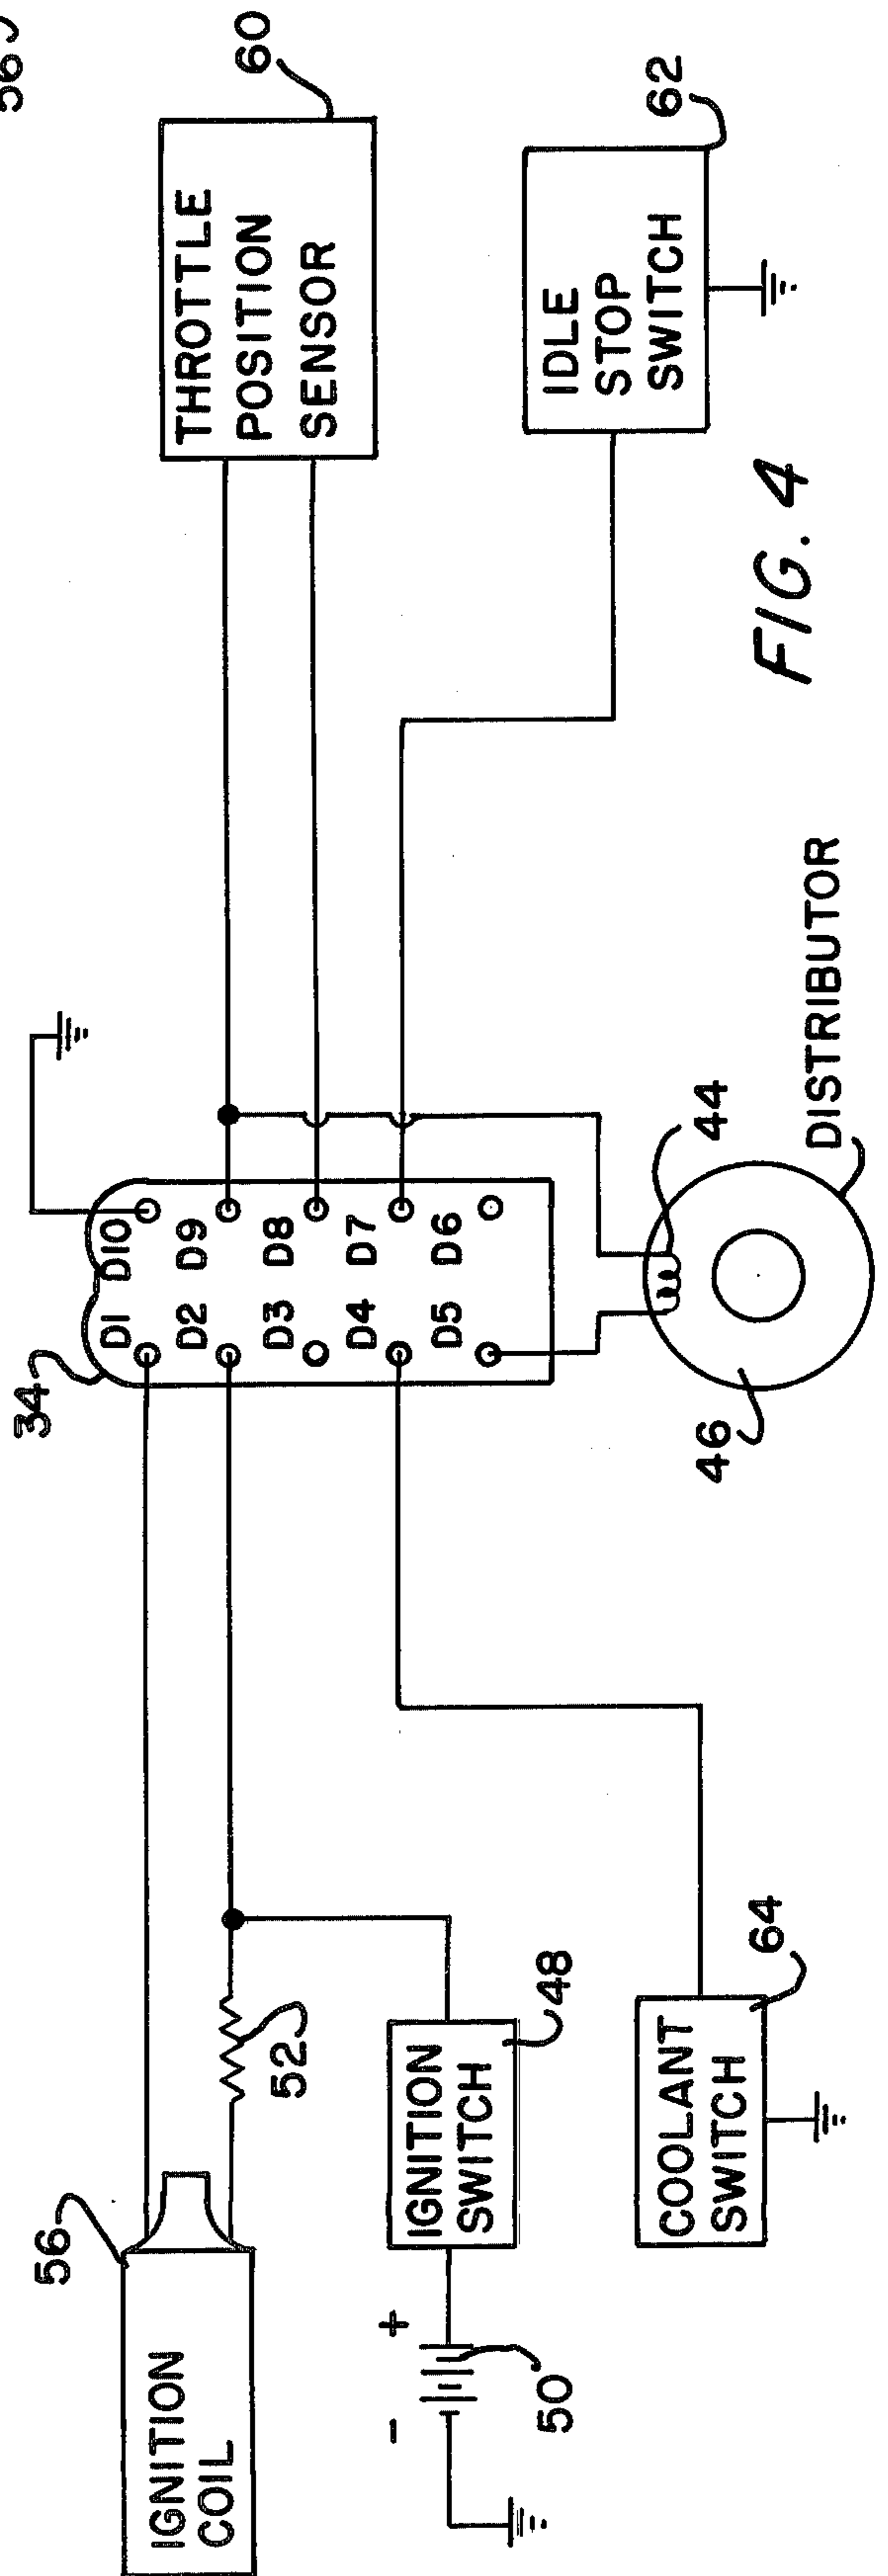 56
60
THROTTLE
POSITION
SENSOR
62
IDLE
STOP
SWITCH
FIG. 4
34
D1 D10
D2 D9
D3 D8
D4 D7
D5 D6
44
46
DISTRIBUTOR
56
IGNITION
COIL
52
IGNITION
SWITCH
48
- +
50
COOLANT
SWITCH
64